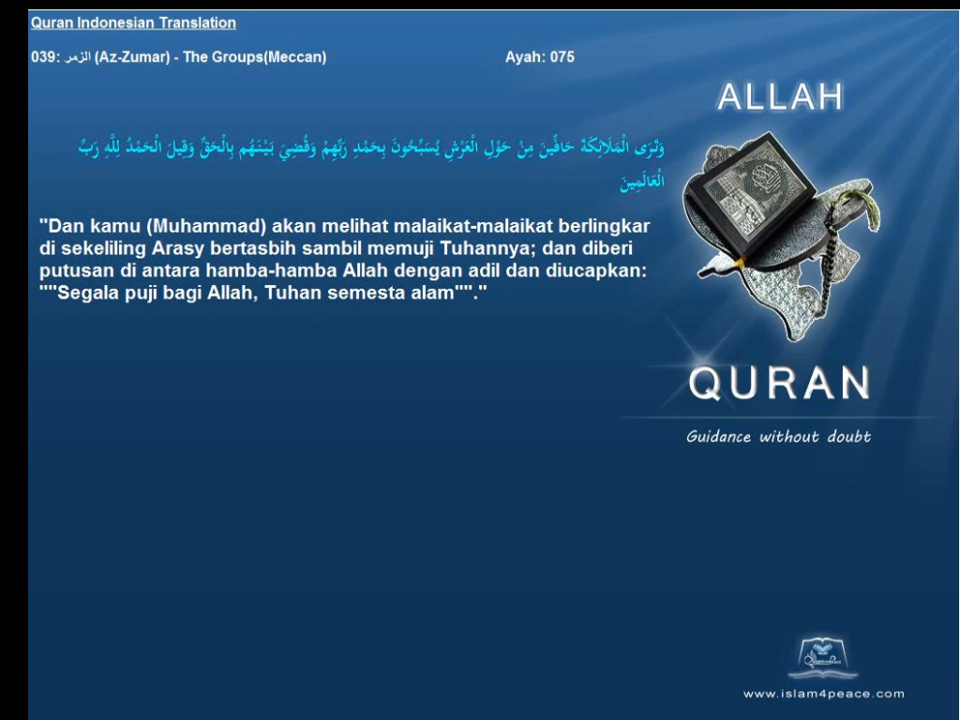 Quran Indonesian Translation
039: الزمر (Az-Zumar) - The Groups(Meccan) Ayah: 075
ALLAH
وَتَرَى الْمَلَائِكَةَ حَافِّينَ مِنْ حَوْلِ الْعَرْشِ يُسَبِّحُونَ بِحَمْدِ رَبِّهِمْ وَقُضِيَ بَيْنَهُم بِالْحَقِّ وَقِيلَ الْحَمْدُ لِلَّهِ رَبِّ
الْعَالَمِينَ
"Dan kamu (Muhammad) akan melihat malaikat-malaikat berlingkar
di sekeliling Arasy bertasbih sambil memuji Tuhannya; dan diberi
putusan di antara hamba-hamba Allah dengan adil dan diucapkan:
""Segala puji bagi Allah, Tuhan semesta alam""."
QURAN
Guidance without doubt
www.islam4peace.com